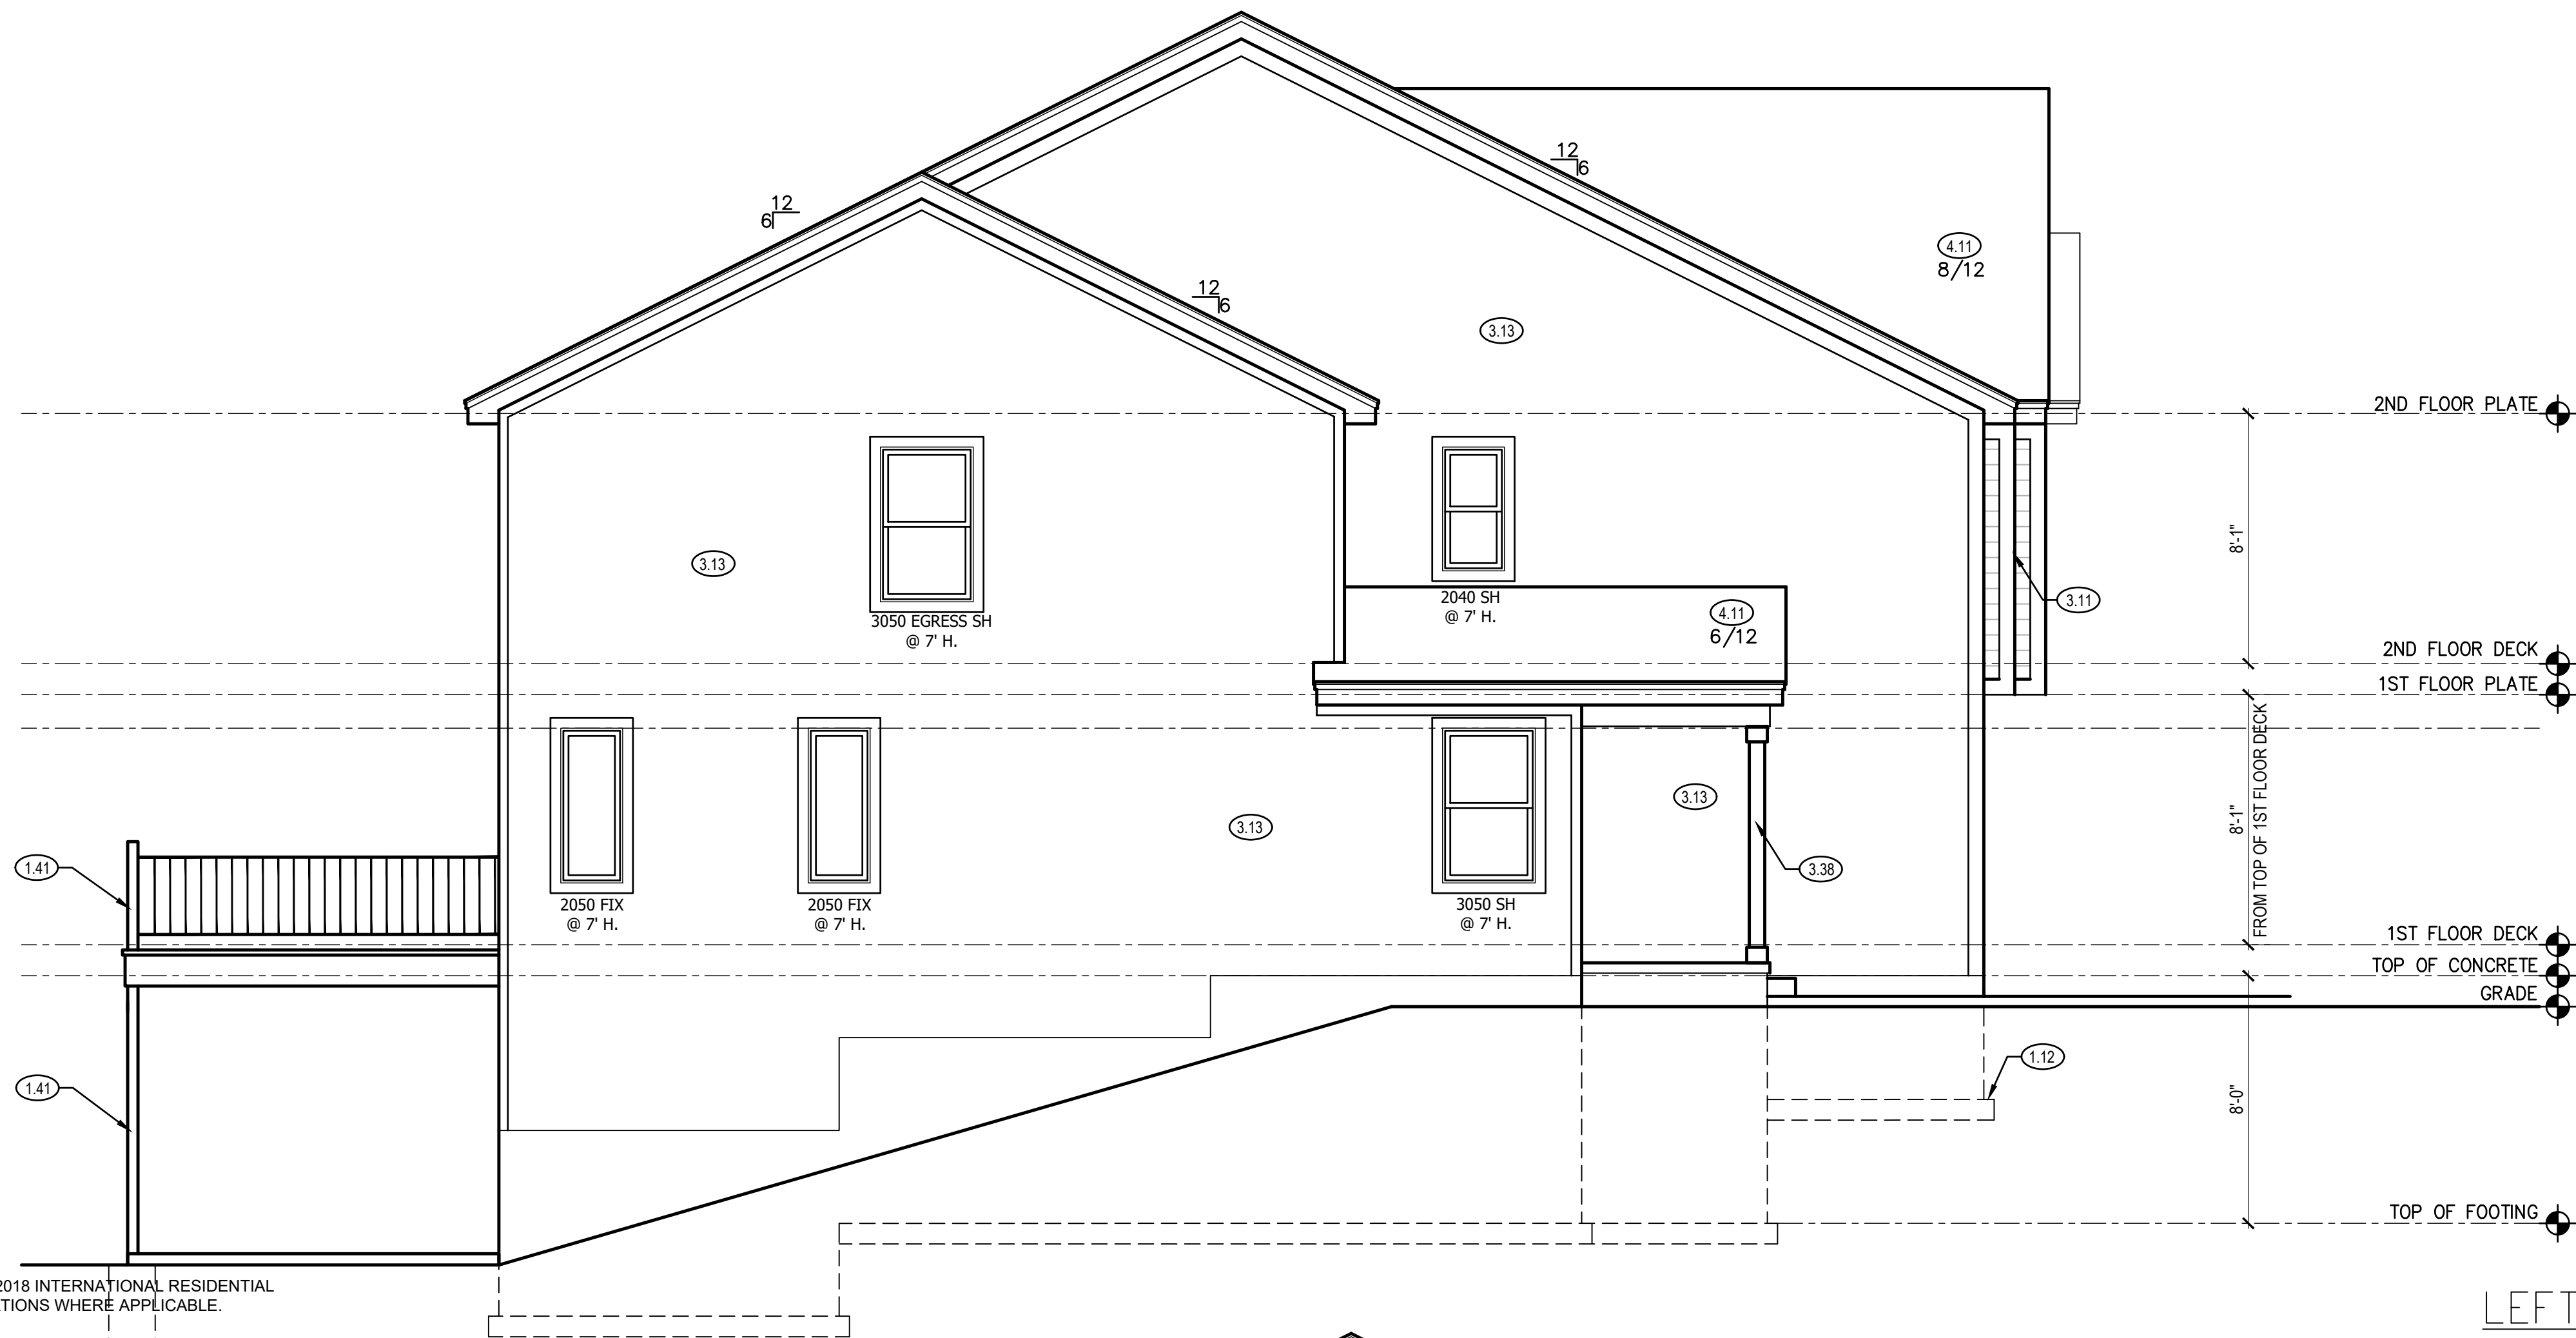 12
6
12
6
4.11
8/12
12
6
3.13
2ND FLOOR PLATE
8'-1"
3.13
3050 EGRESS SH
@ 7' H.
2040 SH
@ 7' H.
4.11
6/12
3.11
2ND FLOOR DECK
1ST FLOOR PLATE
8'-1"
FROM TOP OF 1ST FLOOR DECK
3.13
3.13
3.38
1.41
2050 FIX
@ 7' H.
2050 FIX
@ 7' H.
3050 SH
@ 7' H.
1ST FLOOR DECK
TOP OF CONCRETE
GRADE
1.12
1.41
8'-0"
TOP OF FOOTING
2018 INTERNATIONAL RESIDENTIAL
TIONS WHERE APPLICABLE.
LEFT